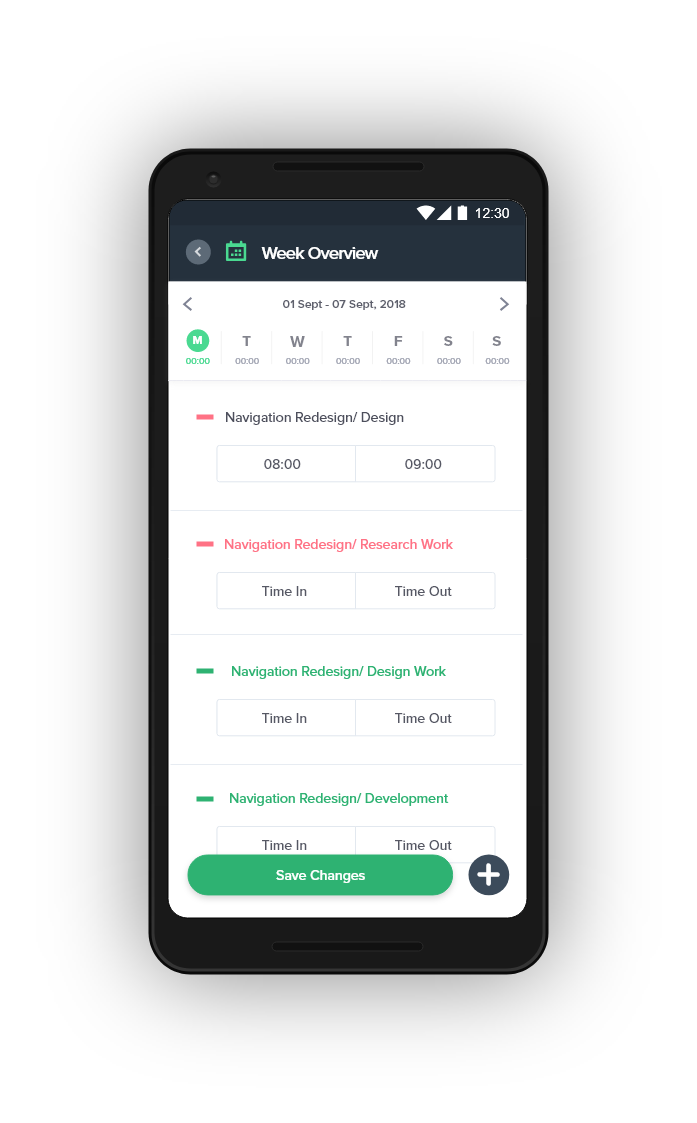 12:30
Week Overview
01 Sept - 07 Sept, 2018
M T W T F S S
00:00 00:00 00:00 00:00 00:00 00:00 00:00
Navigation Redesign/ Design
08:00 09:00
Navigation Redesign/ Research Work
Time In Time Out
Navigation Redesign/ Design Work
Time In Time Out
Navigation Redesign/ Development
Time In Time Out
Save Changes